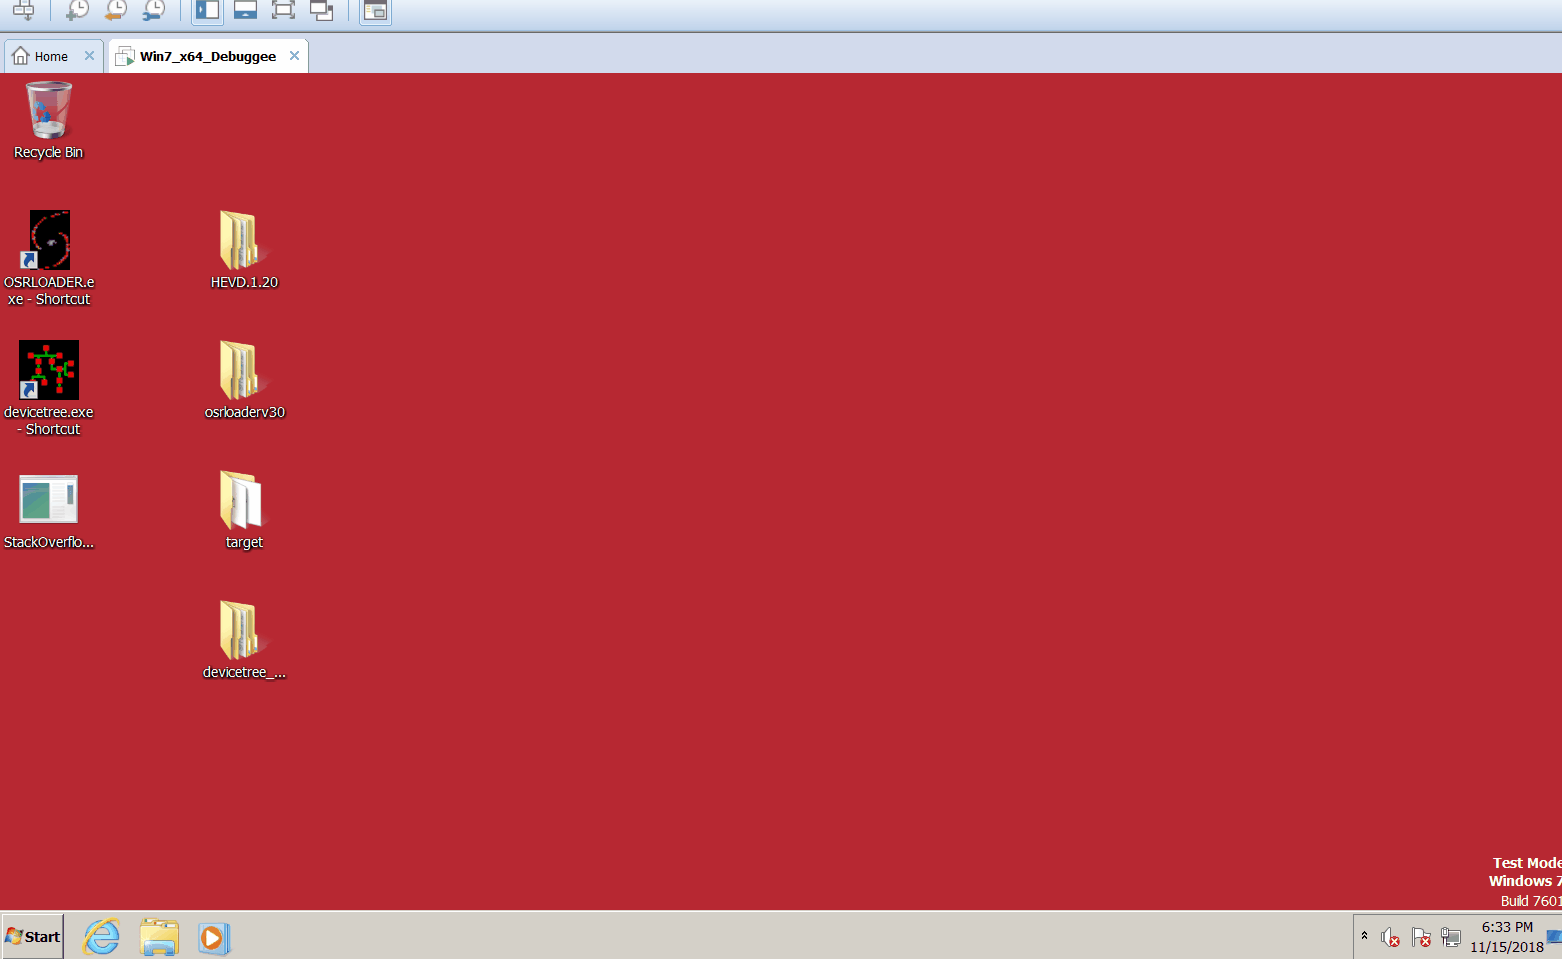 Home
Win7_x64_Debuggee
Recycle Bin
OSRLOADER.e
xe - Shortcut
HEVD.1.20
devicetree.exe
- Shortcut
osrloaderv30
StackOverflo...
target
devicetree_...
Test Mode
Windows 7
Build 7601
Start
6:33 PM
11/15/2018